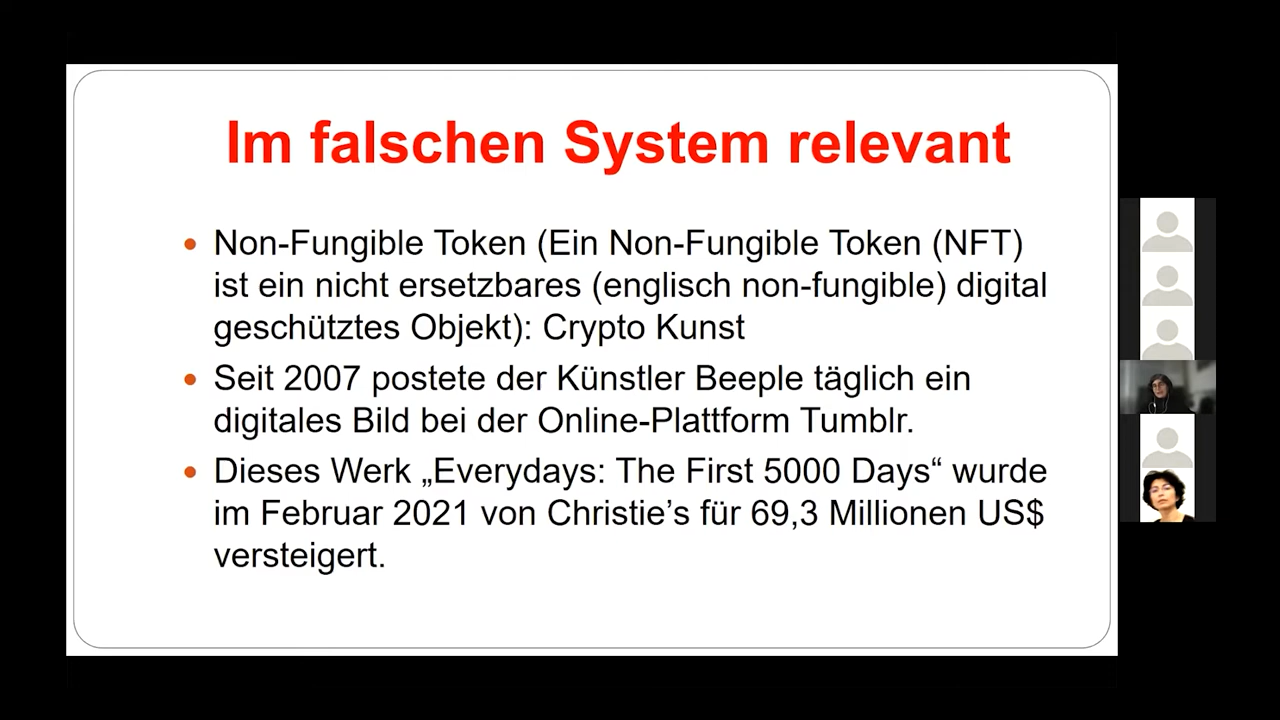 Im falschen System relevant
• Non-Fungible Token (Ein Non-Fungible Token (NFT)
ist ein nicht ersetzbares (englisch non-fungible) digital
geschütztes Objekt): Crypto Kunst
• Seit 2007 postete der Künstler Beeple täglich ein
digitales Bild bei der Online-Plattform Tumblr.
• Dieses Werk „Everydays: The First 5000 Days“ wurde
im Februar 2021 von Christie’s für 69,3 Millionen US$
versteigert.